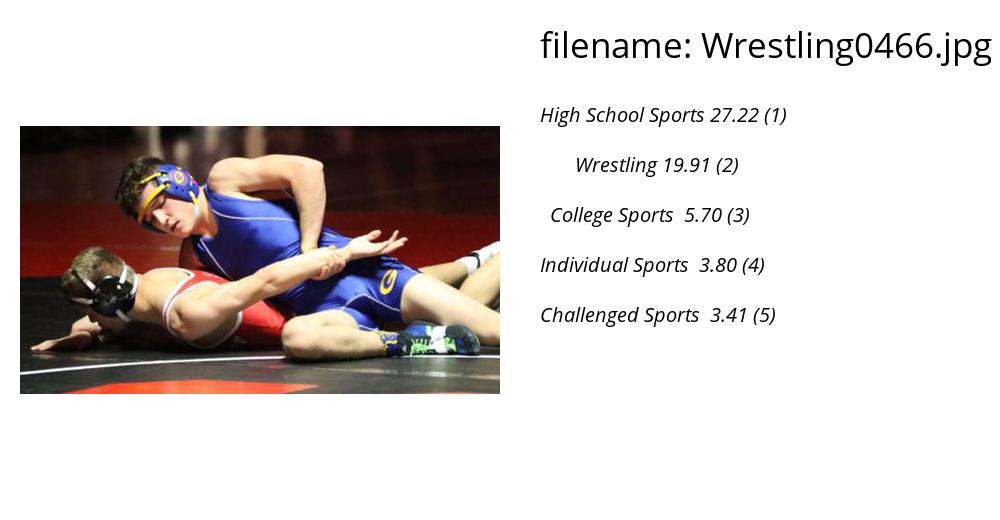 filename: Wrestling0466.jpg
High School Sports 27.22 (1)
Wrestling 19.91 (2)
College Sports 5.70 (3)
Individual Sports 3.80 (4)
Challenged Sports 3.41 (5)
G
G